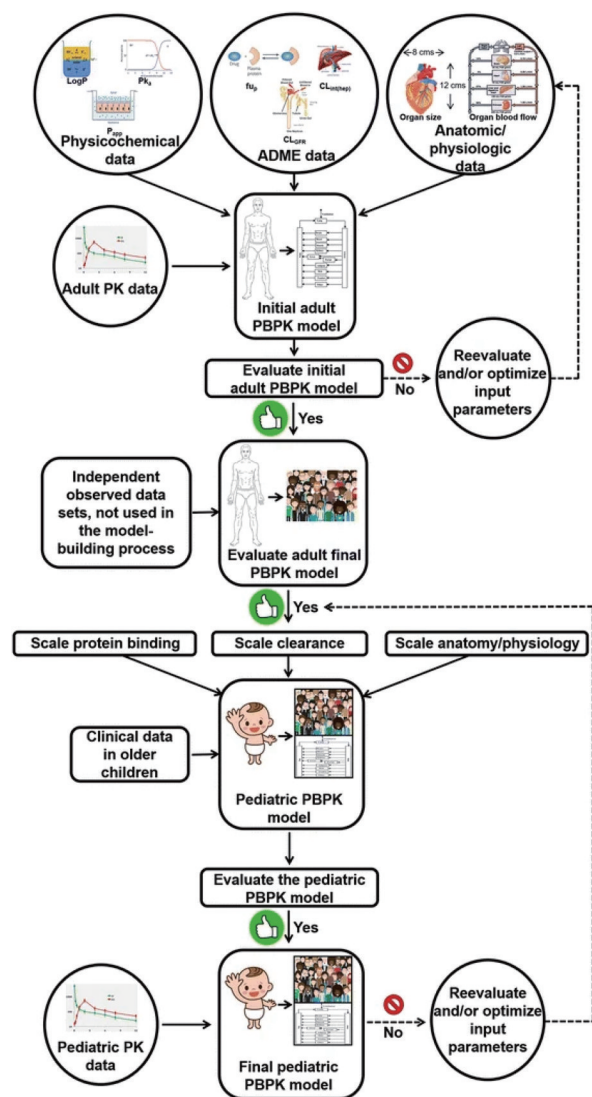 LogP
Pkₐ
Pₐₚₚ
Physicochemical
data
Drug
protein
fuₚ
CLint(hep)
CL_GFR
ADME data
8 cms
12 cms
Organ size
Organ blood flow
Anatomic/
physiologic
data
Adult PK data
Initial adult
PBPK model
Evaluate initial
adult PBPK model
No
Reevaluate
and/or optimize
input
parameters
Yes
Independent
observed data
sets, not used in
the model-
building process
Evaluate adult final
PBPK model
Yes
Scale protein binding
Scale clearance
Scale anatomy/physiology
Clinical data
in older
children
Pediatric PBPK
model
Evaluate the pediatric
PBPK model
Yes
Pediatric PK
data
Final pediatric
PBPK model
No
Reevaluate
and/or optimize
input
parameters